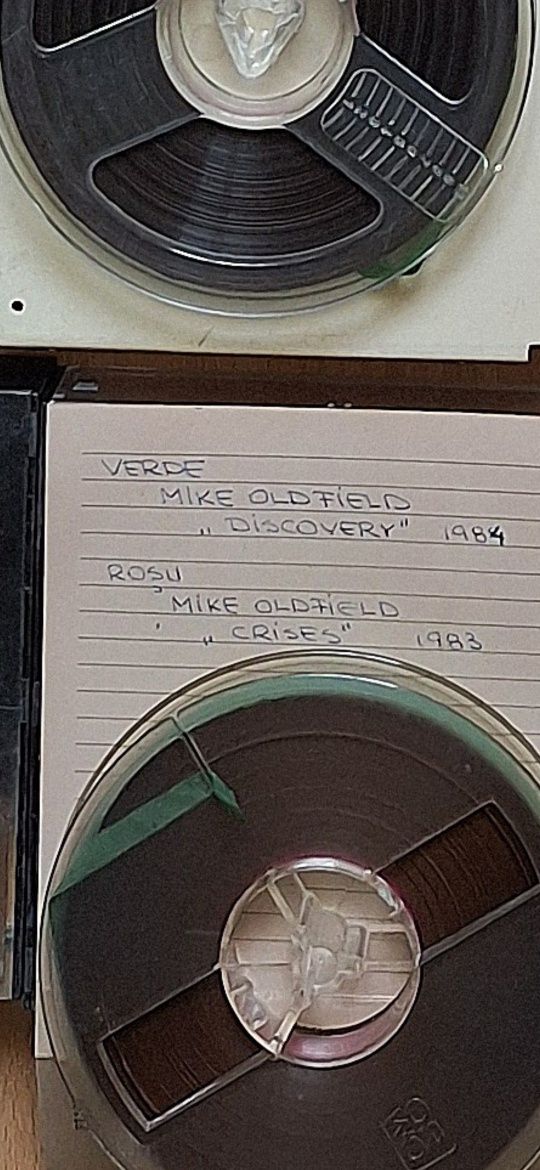 VERDE
MIKE OLDFIELD
„ DISCOVERY" 1984
ROȘU
MIKE OLDFIELD
„ CRISES" 1983